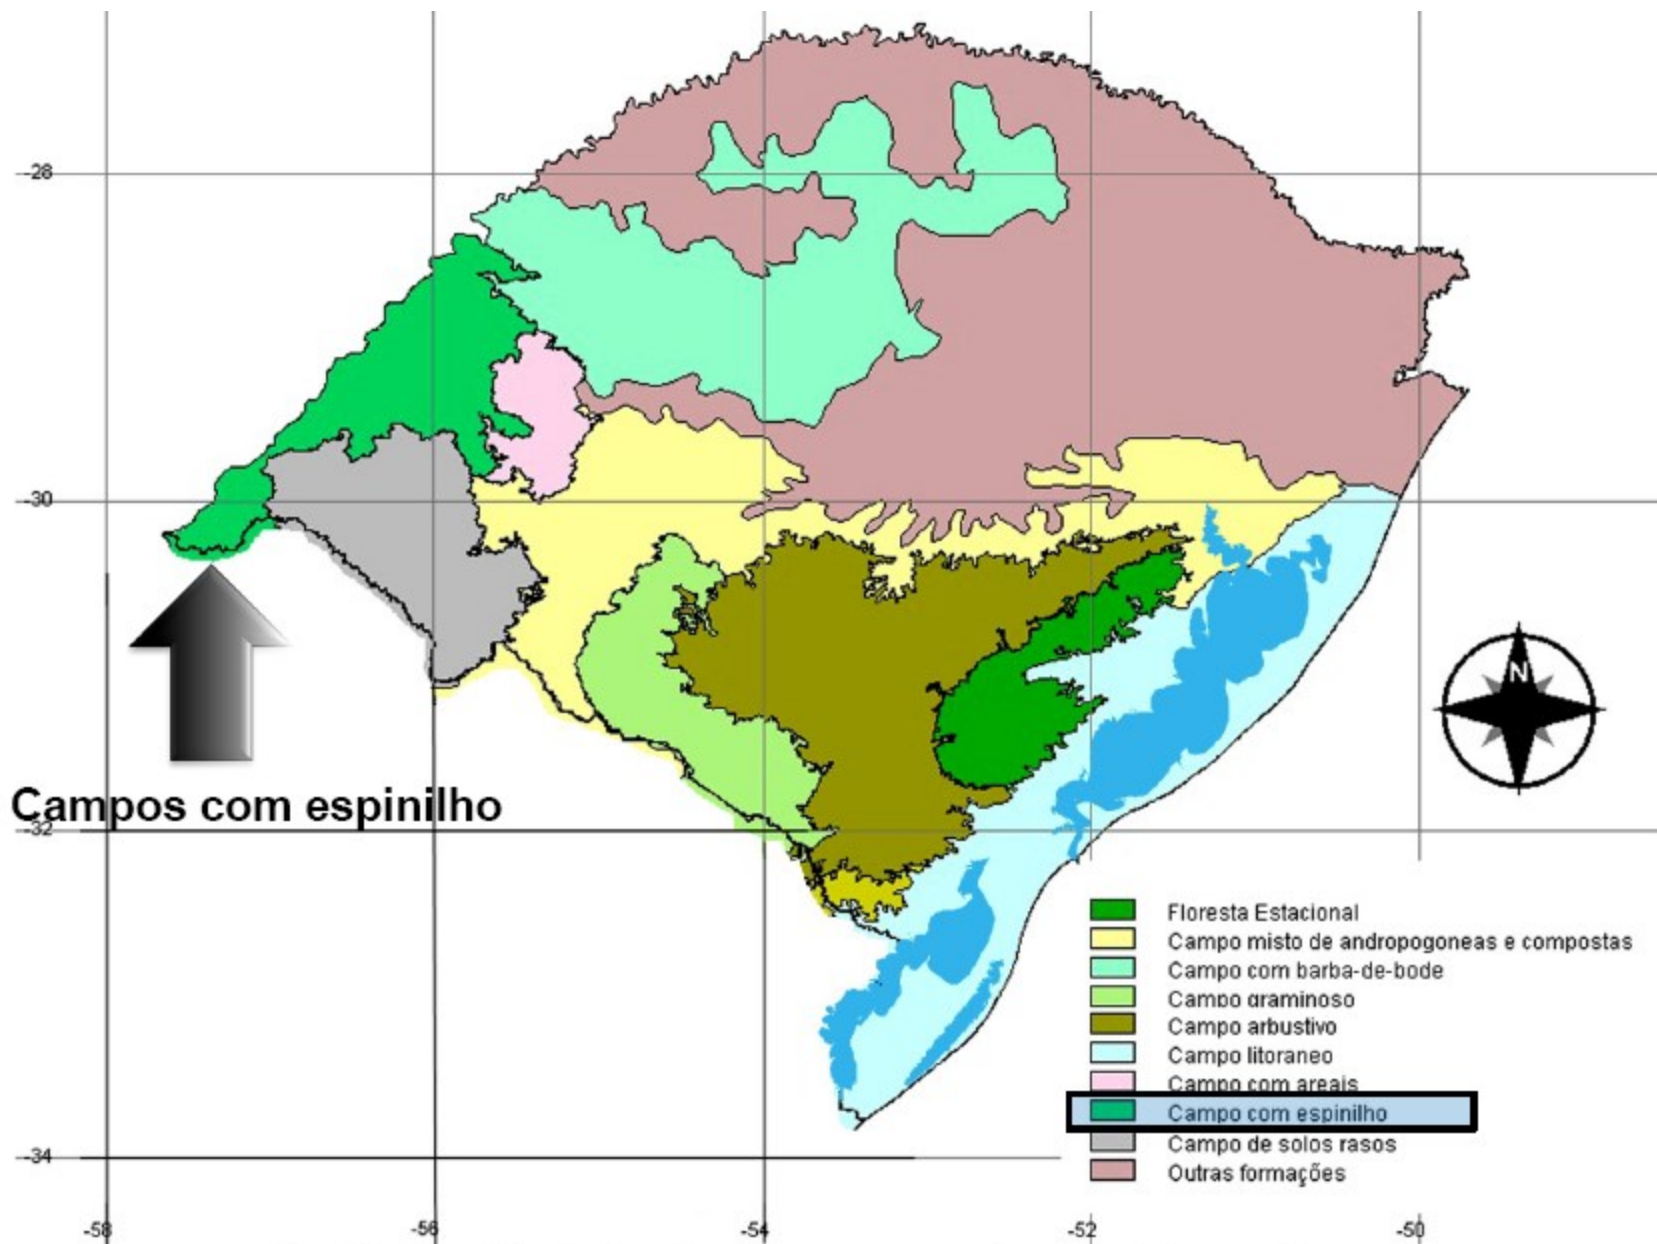 -28
-30
N
Campos com espinilho
-32
Floresta Estacional
Campo misto de andropogoneas e compostas
Campo com barba-de-bode
Campo graminoso
Campo arbustivo
Campo litoraneo
Campo com areais
Campo com espinilho
Campo de solos rasos
Outras formações
-34
-58 -56 -54 -52 -50